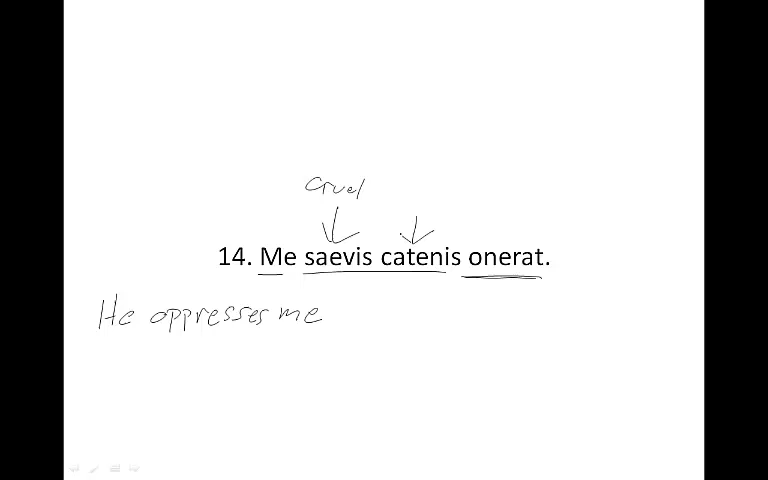 cruel
14. Me saevis catenis onerat.
He oppresses me